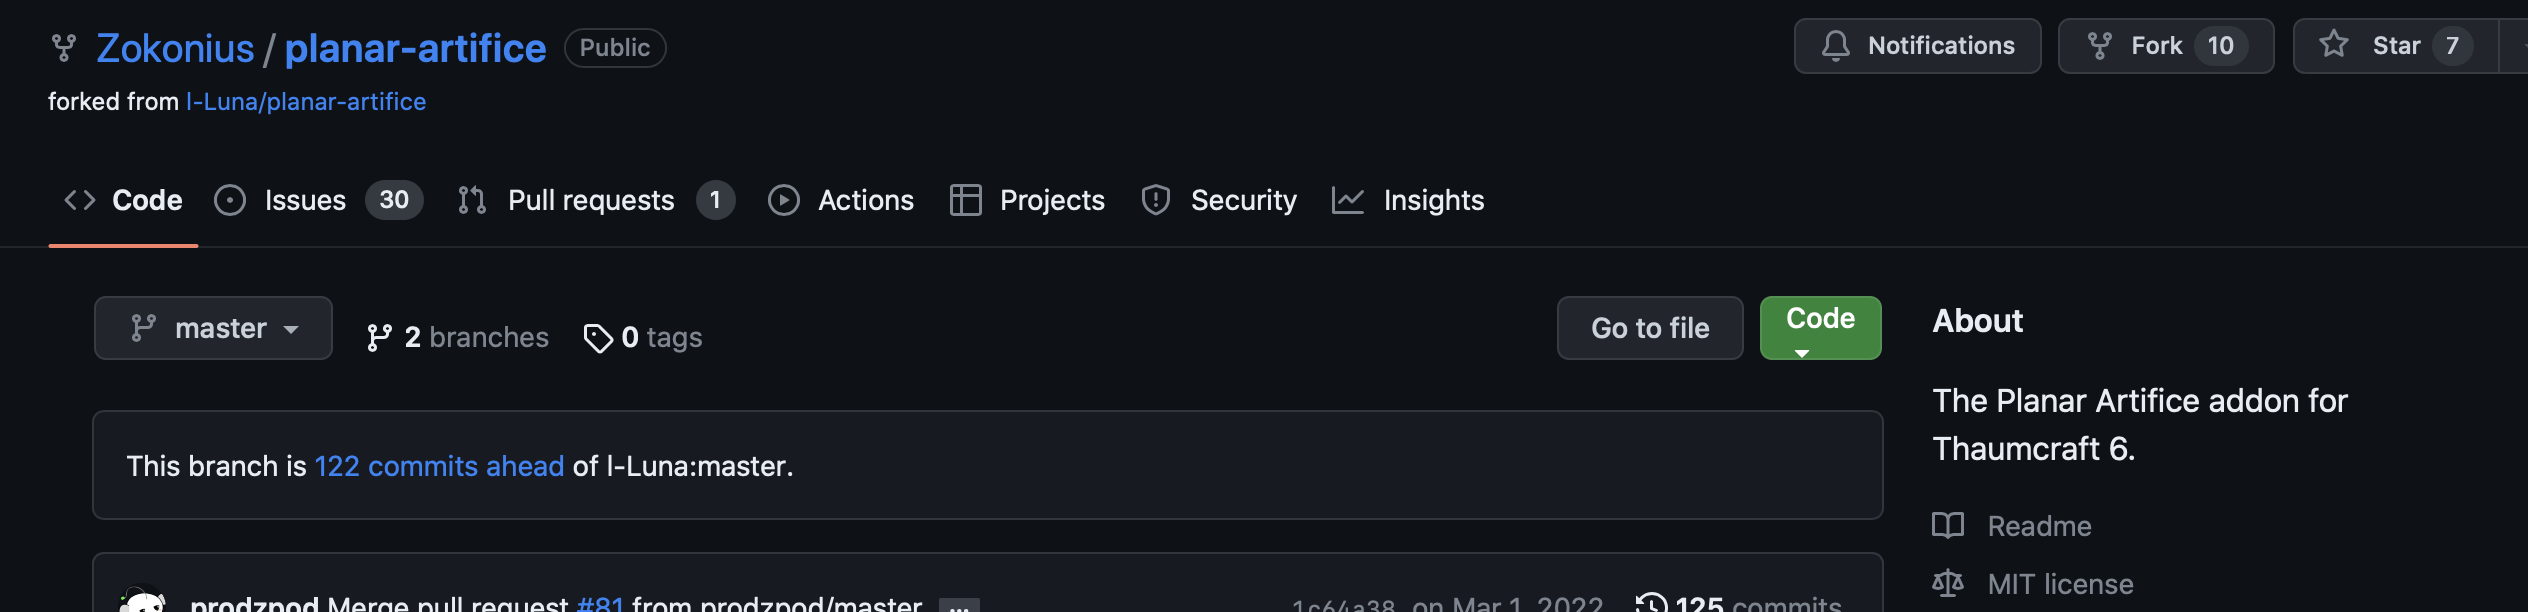 Zokonius / planar-artifice Public Notifications Fork 10 Star 7
forked from l-Luna/planar-artifice
Code Issues 30 Pull requests 1 Actions Projects Security Insights
master 2 branches 0 tags Go to file Code
About
The Planar Artifice addon for
Thaumcraft 6.
This branch is 122 commits ahead of l-Luna:master.
Readme
MIT license
prodzpod Merge pull request #81 from prodzpod/master ... 1c64a38 on Mar 1, 2022 125 commits